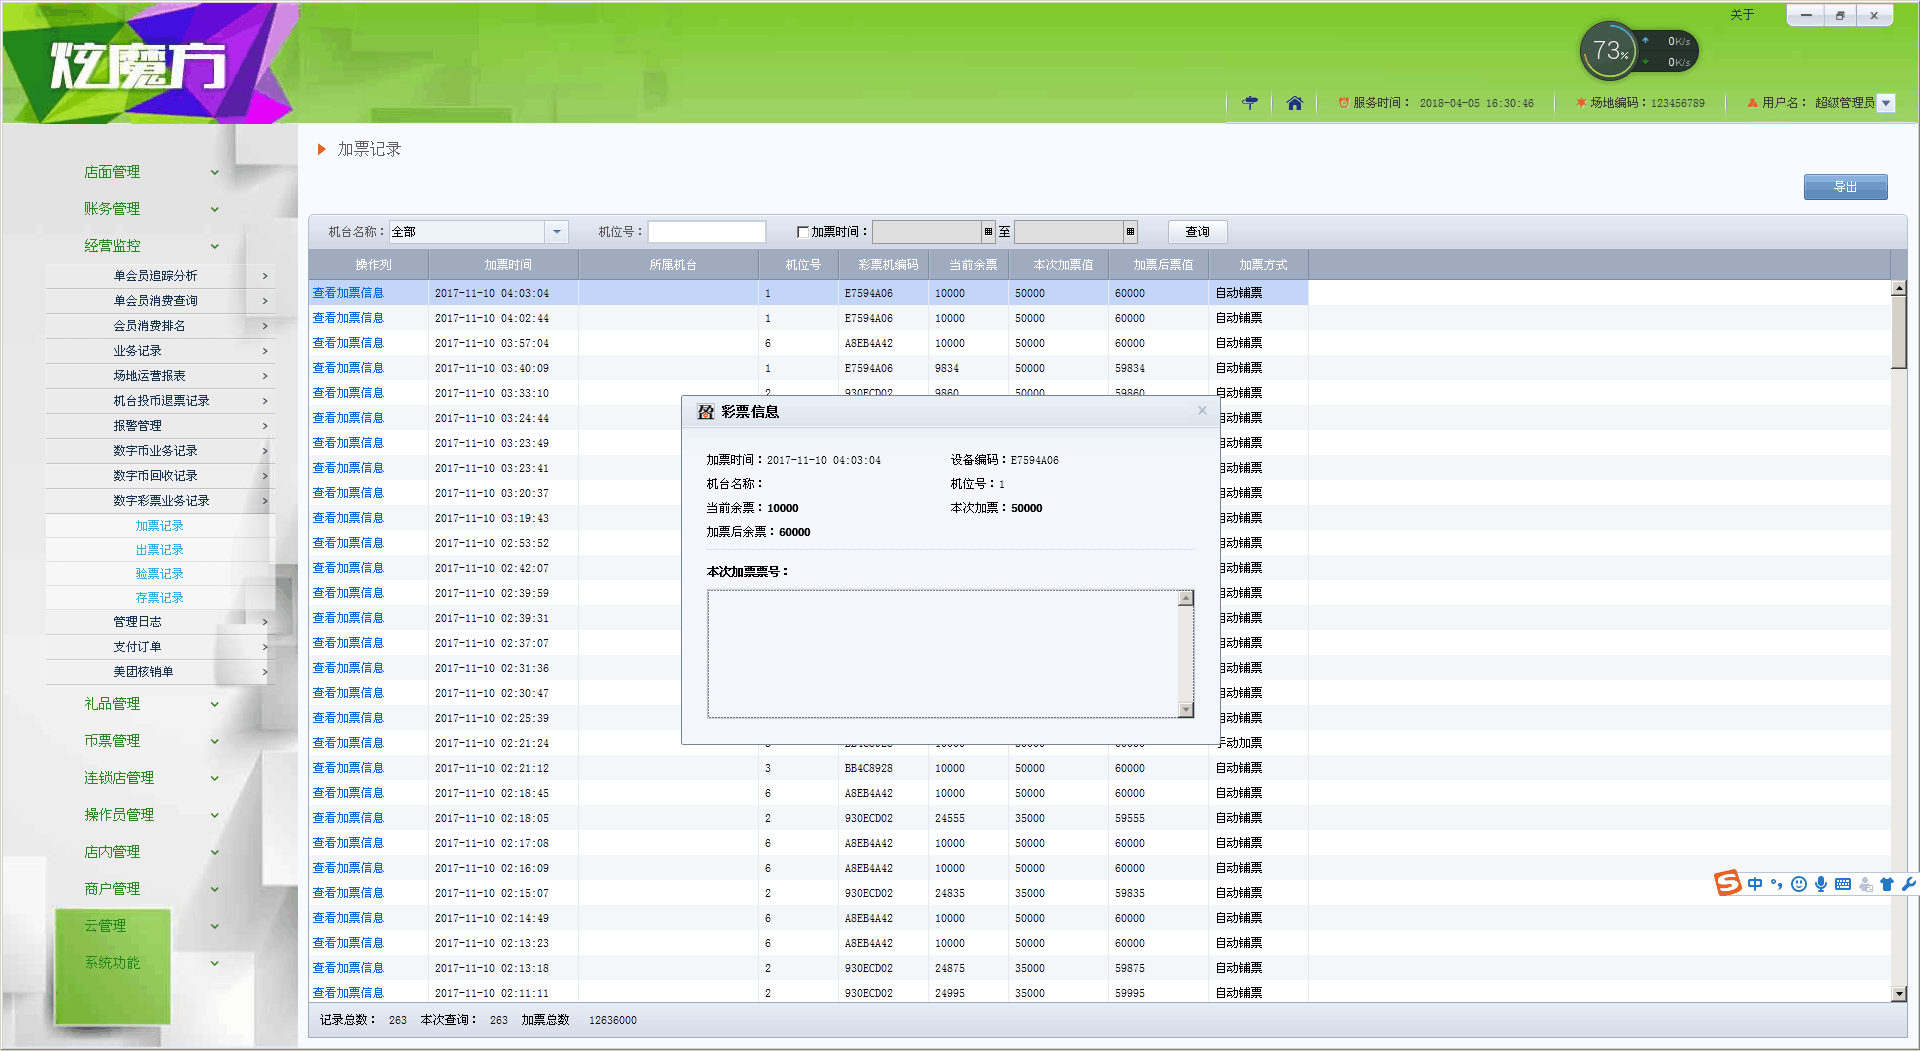 关于
炫魔方
73%
0K/s
0K/s
服务时间： 2018-04-05 16:30:46
场地编码：123456789
用户名： 超级管理员
店面管理
账务管理
经营监控
单会员追踪分析
单会员消费查询
会员消费排名
业务记录
场地运营报表
机台投币退票记录
报警管理
数字币业务记录
数字币回收记录
数字彩票业务记录
加票记录
出票记录
验票记录
存票记录
管理日志
支付订单
美团核销单
礼品管理
币票管理
连锁店管理
操作员管理
店内管理
商户管理
云管理
系统功能
加票记录
导出
机台名称：全部 机位号： 加票时间： 至 查询
操作列 加票时间 所属机台 机位号 彩票机编码 当前余票 本次加票值 加票后票值 加票方式
查看加票信息 2017-11-10 04:03:04 1 E7594A06 10000 50000 60000 自动铺票
查看加票信息 2017-11-10 04:02:44 1 E7594A06 10000 50000 60000 自动铺票
查看加票信息 2017-11-10 03:57:04 6 A8EB4A42 10000 50000 60000 自动铺票
查看加票信息 2017-11-10 03:40:09 1 E7594A06 9834 50000 59834 自动铺票
查看加票信息 2017-11-10 03:33:10 2 930ECD02 9860 50000 59860 自动铺票
查看加票信息 2017-11-10 03:24:44 自动铺票
查看加票信息 2017-11-10 03:23:49 自动铺票
查看加票信息 2017-11-10 03:23:41 自动铺票
查看加票信息 2017-11-10 03:20:37 自动铺票
查看加票信息 2017-11-10 03:19:43 自动铺票
查看加票信息 2017-11-10 02:53:52 自动铺票
查看加票信息 2017-11-10 02:42:07 自动铺票
查看加票信息 2017-11-10 02:39:59 自动铺票
查看加票信息 2017-11-10 02:39:31 自动铺票
查看加票信息 2017-11-10 02:37:07 自动铺票
查看加票信息 2017-11-10 02:31:36 自动铺票
查看加票信息 2017-11-10 02:30:47 自动铺票
查看加票信息 2017-11-10 02:25:39 自动铺票
查看加票信息 2017-11-10 02:21:24 手动加票
查看加票信息 2017-11-10 02:21:12 3 BB4C8928 10000 50000 60000 自动铺票
查看加票信息 2017-11-10 02:18:45 6 A8EB4A42 10000 50000 60000 自动铺票
查看加票信息 2017-11-10 02:18:05 2 930ECD02 24555 35000 59555 自动铺票
查看加票信息 2017-11-10 02:17:08 6 A8EB4A42 10000 50000 60000 自动铺票
查看加票信息 2017-11-10 02:16:09 6 A8EB4A42 10000 50000 60000 自动铺票
查看加票信息 2017-11-10 02:15:07 2 930ECD02 24835 35000 59835 自动铺票
查看加票信息 2017-11-10 02:14:49 6 A8EB4A42 10000 50000 60000 自动铺票
查看加票信息 2017-11-10 02:13:23 6 A8EB4A42 10000 50000 60000 自动铺票
查看加票信息 2017-11-10 02:13:18 2 930ECD02 24875 35000 59875 自动铺票
查看加票信息 2017-11-10 02:11:11 2 930ECD02 24995 35000 59995 自动铺票
彩票信息
加票时间：2017-11-10 04:03:04 设备编码：E7594A06
机台名称： 机位号：1
当前余票：10000 本次加票：50000
加票后余票：60000
本次加票票号：
中
记录总数： 263 本次查询： 263 加票总数 12636000